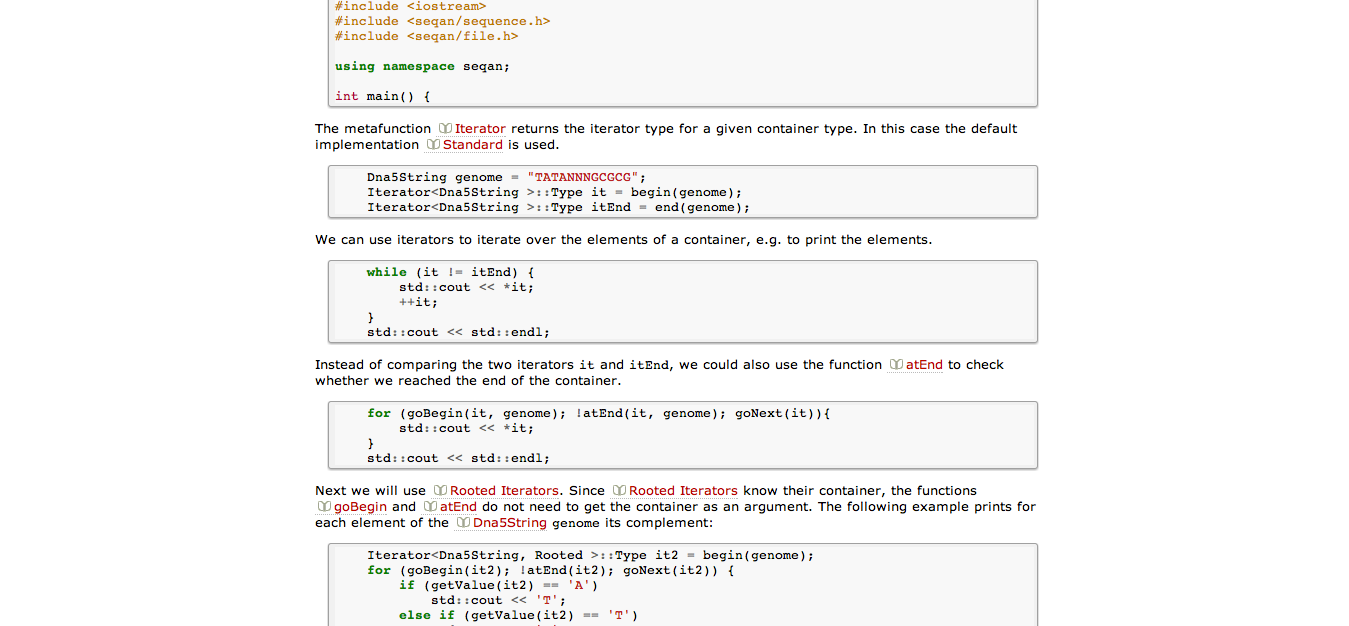 #include <iostream>
#include <seqan/sequence.h>
#include <seqan/file.h>
using namespace seqan;
int main() {
The metafunction Iterator returns the iterator type for a given container type. In this case the default
implementation Standard is used.
Dna5String genome = "TATANNNGCGCG";
Iterator<Dna5String >::Type it = begin(genome);
Iterator<Dna5String >::Type itEnd = end(genome);
We can use iterators to iterate over the elements of a container, e.g. to print the elements.
while (it != itEnd) {
std::cout << *it;
++it;
}
std::cout << std::endl;
Instead of comparing the two iterators it and itEnd, we could also use the function atEnd to check
whether we reached the end of the container.
for (goBegin(it, genome); !atEnd(it, genome); goNext(it)){
std::cout << *it;
}
std::cout << std::endl;
Next we will use Rooted Iterators. Since Rooted Iterators know their container, the functions
goBegin and atEnd do not need to get the container as an argument. The following example prints for
each element of the Dna5String genome its complement:
Iterator<Dna5String, Rooted >::Type it2 = begin(genome);
for (goBegin(it2); !atEnd(it2); goNext(it2)) {
if (getValue(it2) == 'A')
std::cout << 'T';
else if (getValue(it2) == 'T')